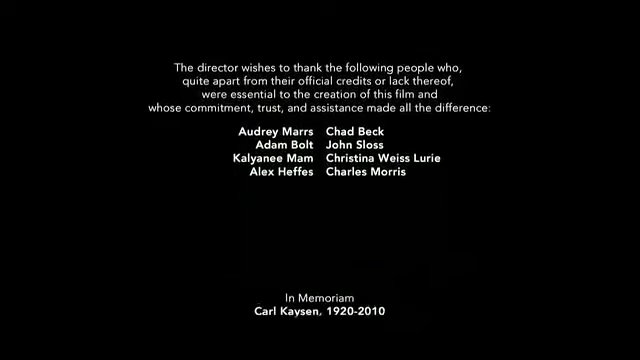 The director wishes to thank the following people who,
quite apart from their official credits or lack thereof,
were essential to the creation of this film and
whose commitment, trust, and assistance made all the difference:
Audrey Marrs Chad Beck
Adam Bolt John Sloss
Kalyanee Mam Christina Weiss Lurie
Alex Heffes Charles Morris
In Memoriam
Carl Kaysen, 1920-2010